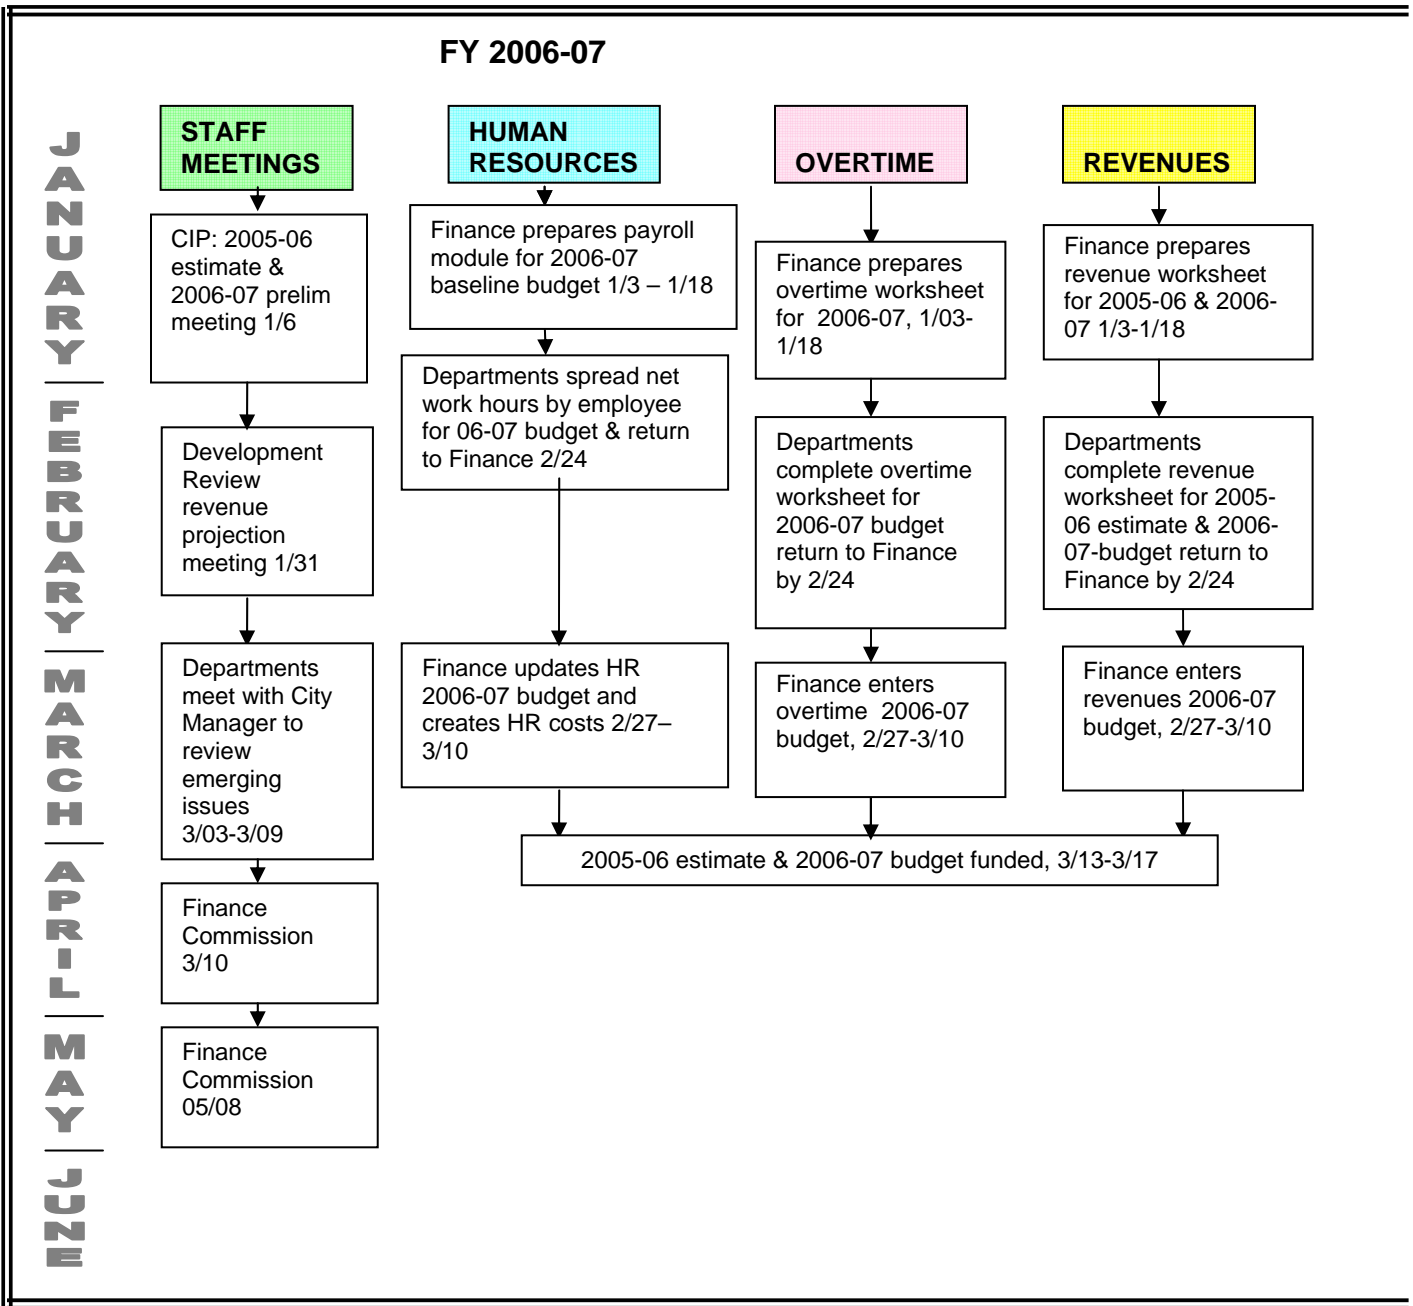 FY 2006-07
JANUARY
FEBRUARY
MARCH
APRIL
MAY
JUNE
STAFF
MEETINGS
CIP: 2005-06
estimate &
2006-07 prelim
meeting 1/6
Development
Review
revenue
projection
meeting 1/31
Departments
meet with City
Manager to
review
emerging
issues
3/03-3/09
Finance
Commission
3/10
Finance
Commission
05/08
HUMAN
RESOURCES
Finance prepares payroll
module for 2006-07
baseline budget 1/3 – 1/18
Departments spread net
work hours by employee
for 06-07 budget & return
to Finance 2/24
Finance updates HR
2006-07 budget and
creates HR costs 2/27–
3/10
OVERTIME
Finance prepares
overtime worksheet
for  2006-07, 1/03-
1/18
Departments
complete overtime
worksheet for
2006-07 budget
return to Finance
by 2/24
Finance enters
overtime  2006-07
budget, 2/27-3/10
REVENUES
Finance prepares
revenue worksheet
for 2005-06 & 2006-
07 1/3-1/18
Departments
complete revenue
worksheet for 2005-
06 estimate & 2006-
07-budget return to
Finance by 2/24
Finance enters
revenues 2006-07
budget, 2/27-3/10
2005-06 estimate & 2006-07 budget funded, 3/13-3/17